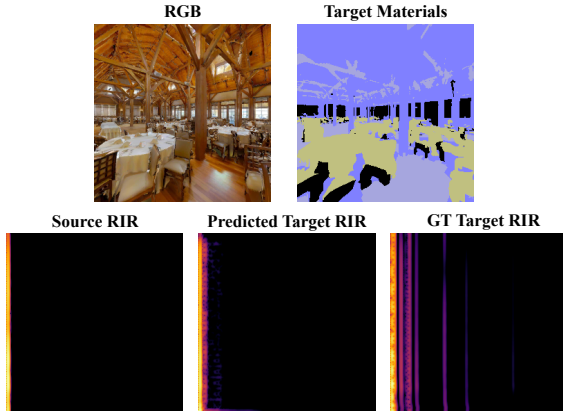 RGB
Target Materials
Source RIR
Predicted Target RIR
GT Target RIR